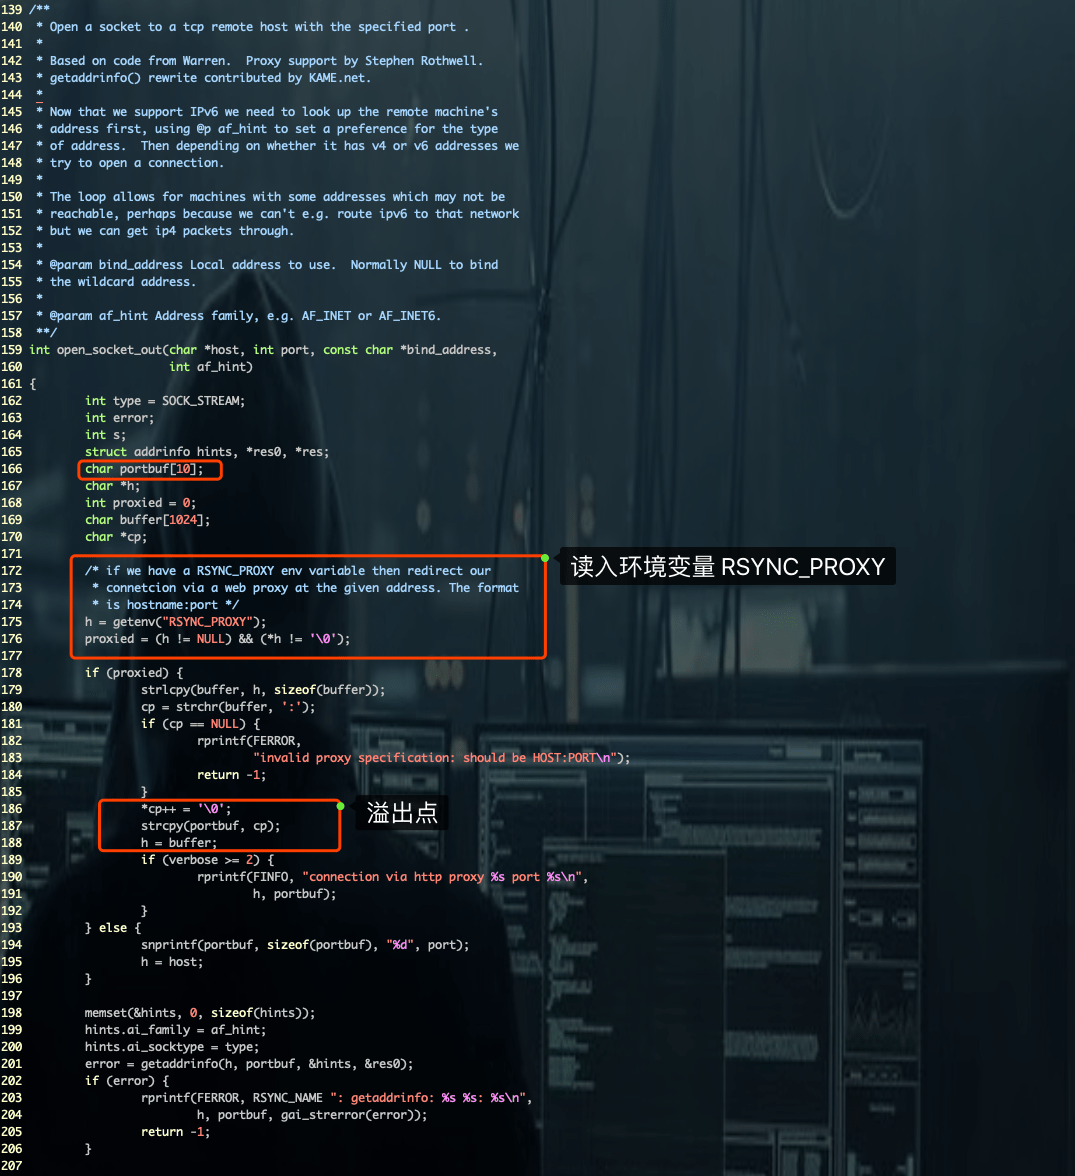 139 /**
140  * Open a socket to a tcp remote host with the specified port .
141  *
142  * Based on code from Warren.  Proxy support by Stephen Rothwell.
143  * getaddrinfo() rewrite contributed by KAME.net.
144  *
145  * Now that we support IPv6 we need to look up the remote machine's
146  * address first, using @p af_hint to set a preference for the type
147  * of address.  Then depending on whether it has v4 or v6 addresses we
148  * try to open a connection.
149  *
150  * The loop allows for machines with some addresses which may not be
151  * reachable, perhaps because we can't e.g. route ipv6 to that network
152  * but we can get ip4 packets through.
153  *
154  * @param bind_address Local address to use.  Normally NULL to bind
155  * the wildcard address.
156  *
157  * @param af_hint Address family, e.g. AF_INET or AF_INET6.
158  **/
159 int open_socket_out(char *host, int port, const char *bind_address,
160                     int af_hint)
161 {
162         int type = SOCK_STREAM;
163         int error;
164         int s;
165         struct addrinfo hints, *res0, *res;
166         char portbuf[10];
167         char *h;
168         int proxied = 0;
169         char buffer[1024];
170         char *cp;
171
172         /* if we have a RSYNC_PROXY env variable then redirect our
读入环境变量 RSYNC_PROXY
173          * connetcion via a web proxy at the given address. The format
174          * is hostname:port */
175         h = getenv("RSYNC_PROXY");
176         proxied = (h != NULL) && (*h != '\0');
177
178         if (proxied) {
179                 strlcpy(buffer, h, sizeof(buffer));
180                 cp = strchr(buffer, ':');
181                 if (cp == NULL) {
182                         rprintf(FERROR,
183                                 "invalid proxy specification: should be HOST:PORT\n");
184                         return -1;
185                 }
186                 *cp++ = '\0';
溢出点
187                 strcpy(portbuf, cp);
188                 h = buffer;
189                 if (verbose >= 2) {
190                         rprintf(FINFO, "connection via http proxy %s port %s\n",
191                                 h, portbuf);
192                 }
193         } else {
194                 snprintf(portbuf, sizeof(portbuf), "%d", port);
195                 h = host;
196         }
197
198         memset(&hints, 0, sizeof(hints));
199         hints.ai_family = af_hint;
200         hints.ai_socktype = type;
201         error = getaddrinfo(h, portbuf, &hints, &res0);
202         if (error) {
203                 rprintf(FERROR, RSYNC_NAME ": getaddrinfo: %s %s: %s\n",
204                         h, portbuf, gai_strerror(error));
205                 return -1;
206         }
207